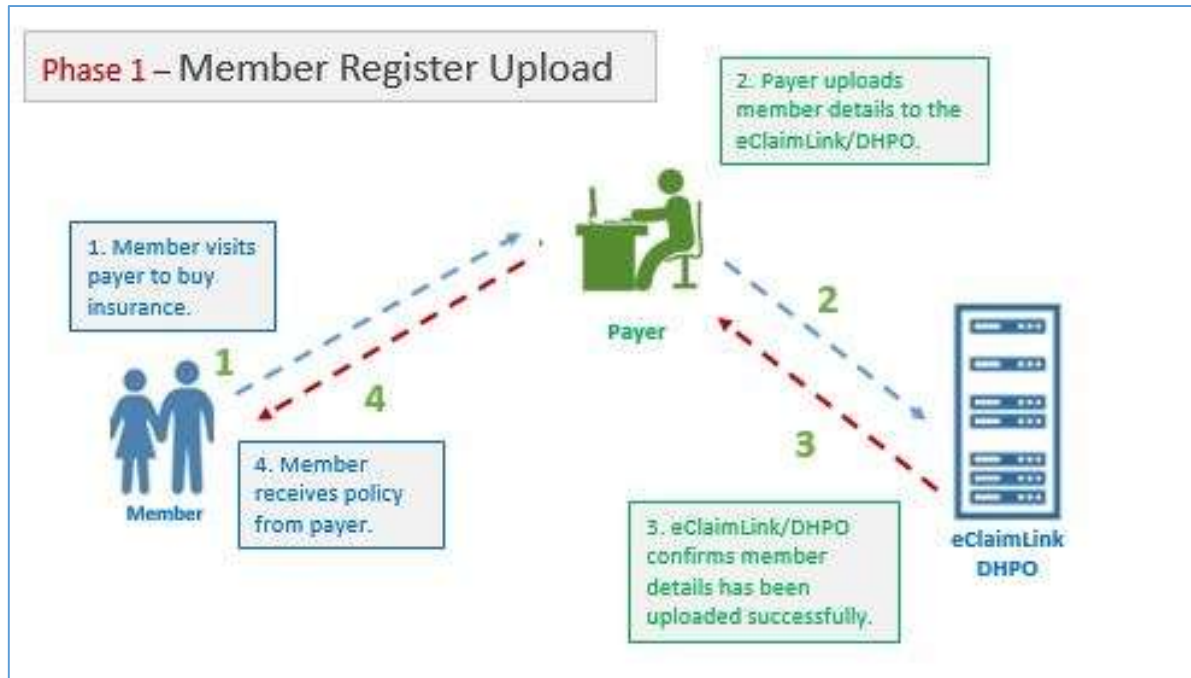 Phase 1 – Member Register Upload
2. Payer uploads
member details to the
eClaimLink/DHPO.
1. Member visits
payer to buy
insurance.
Payer
2
1
4
3
Member
4. Member
receives policy
from payer.
3. eClaimLink/DHPO
confirms member
details has been
uploaded successfully.
eClaimLink
DHPO